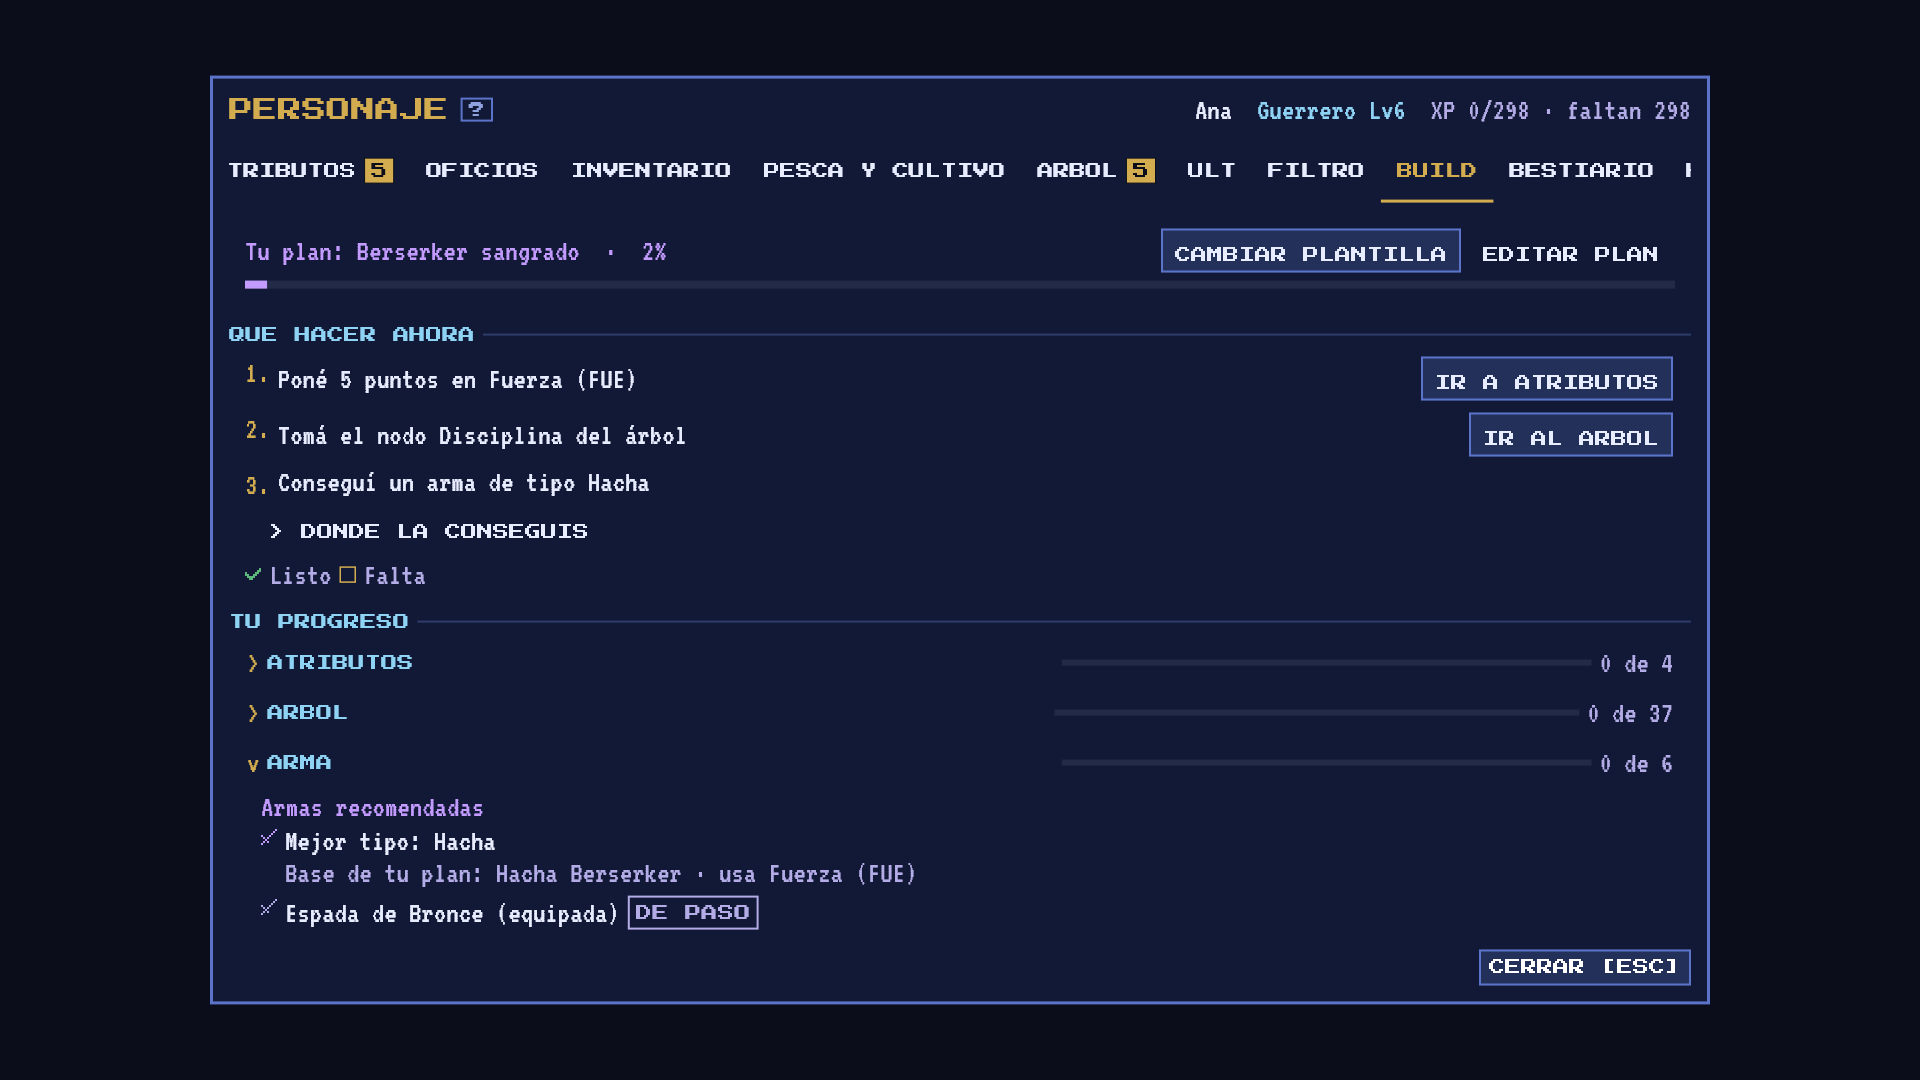 PERSONAJE ?
Ana Guerrero Lv6 XP 0/298 · faltan 298
TRIBUTOS 5 OFICIOS INVENTARIO PESCA Y CULTIVO ARBOL 5 ULT FILTRO BUILD BESTIARIO
Tu plan: Berserker sangrado · 2%
CAMBIAR PLANTILLA EDITAR PLAN
QUE HACER AHORA
1. Poné 5 puntos en Fuerza (FUE) IR A ATRIBUTOS
2. Tomá el nodo Disciplina del árbol IR AL ARBOL
3. Conseguí un arma de tipo Hacha
> DONDE LA CONSEGUIS
Listo Falta
TU PROGRESO
ATRIBUTOS 0 de 4
ARBOL 0 de 37
ARMA 0 de 6
Armas recomendadas
Mejor tipo: Hacha
Base de tu plan: Hacha Berserker · usa Fuerza (FUE)
Espada de Bronce (equipada) DE PASO
CERRAR [ESC]